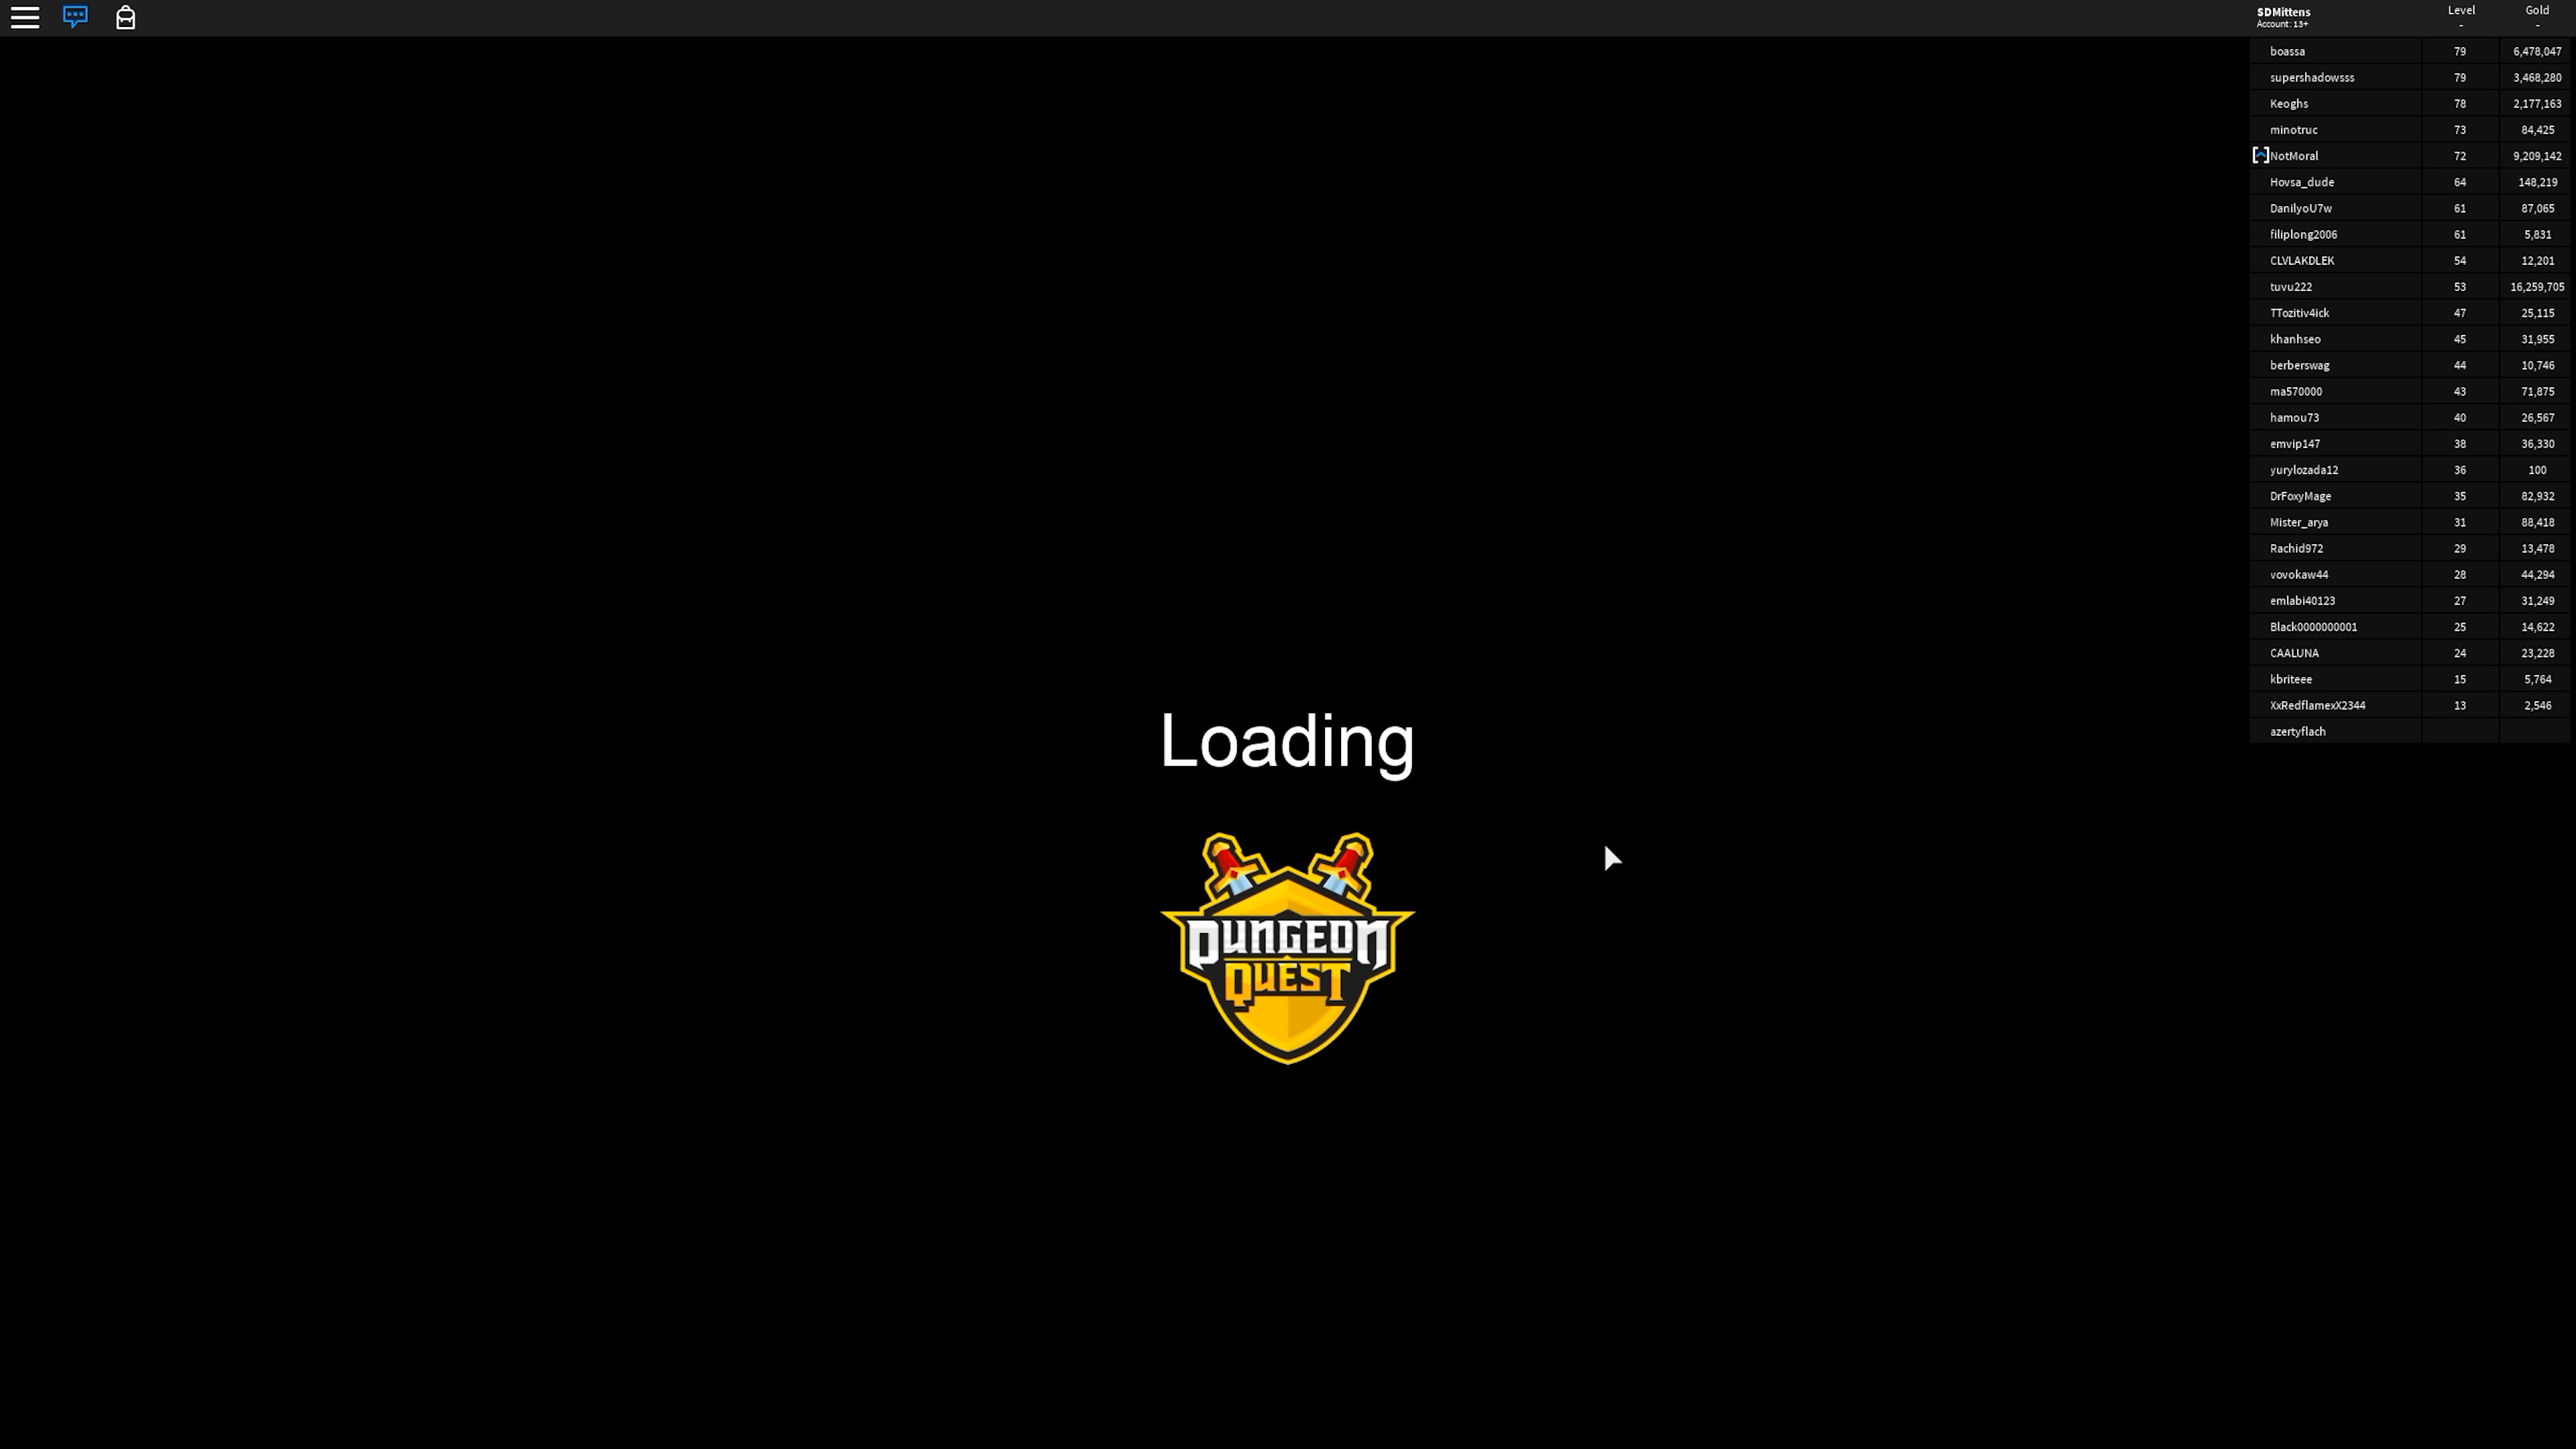 SDMittens Level Gold
Account: 13+ - -
boassa 79 6,478,047
supershadowsss 79 3,468,280
Keoghs 78 2,177,163
minotruc 73 84,425
NotMoral 72 9,209,142
Hovsa_dude 64 148,219
DanilyoU7w 61 87,065
filiplong2006 61 5,831
CLVLAKDLEK 54 12,201
tuvu222 53 16,259,705
TTozitiv4ick 47 25,115
khanhseo 45 31,955
berberswag 44 10,746
ma570000 43 71,875
hamou73 40 26,567
emvip147 38 36,330
yurylozada12 36 100
DrFoxyMage 35 82,932
Mister_arya 31 88,418
Rachid972 29 13,478
vovokaw44 28 44,294
emlabi40123 27 31,249
Black0000000001 25 14,622
CAALUNA 24 23,228
kbriteee 15 5,764
XxRedflamexX2344 13 2,546
azertyflach
Loading
DUNGEON
QUEST